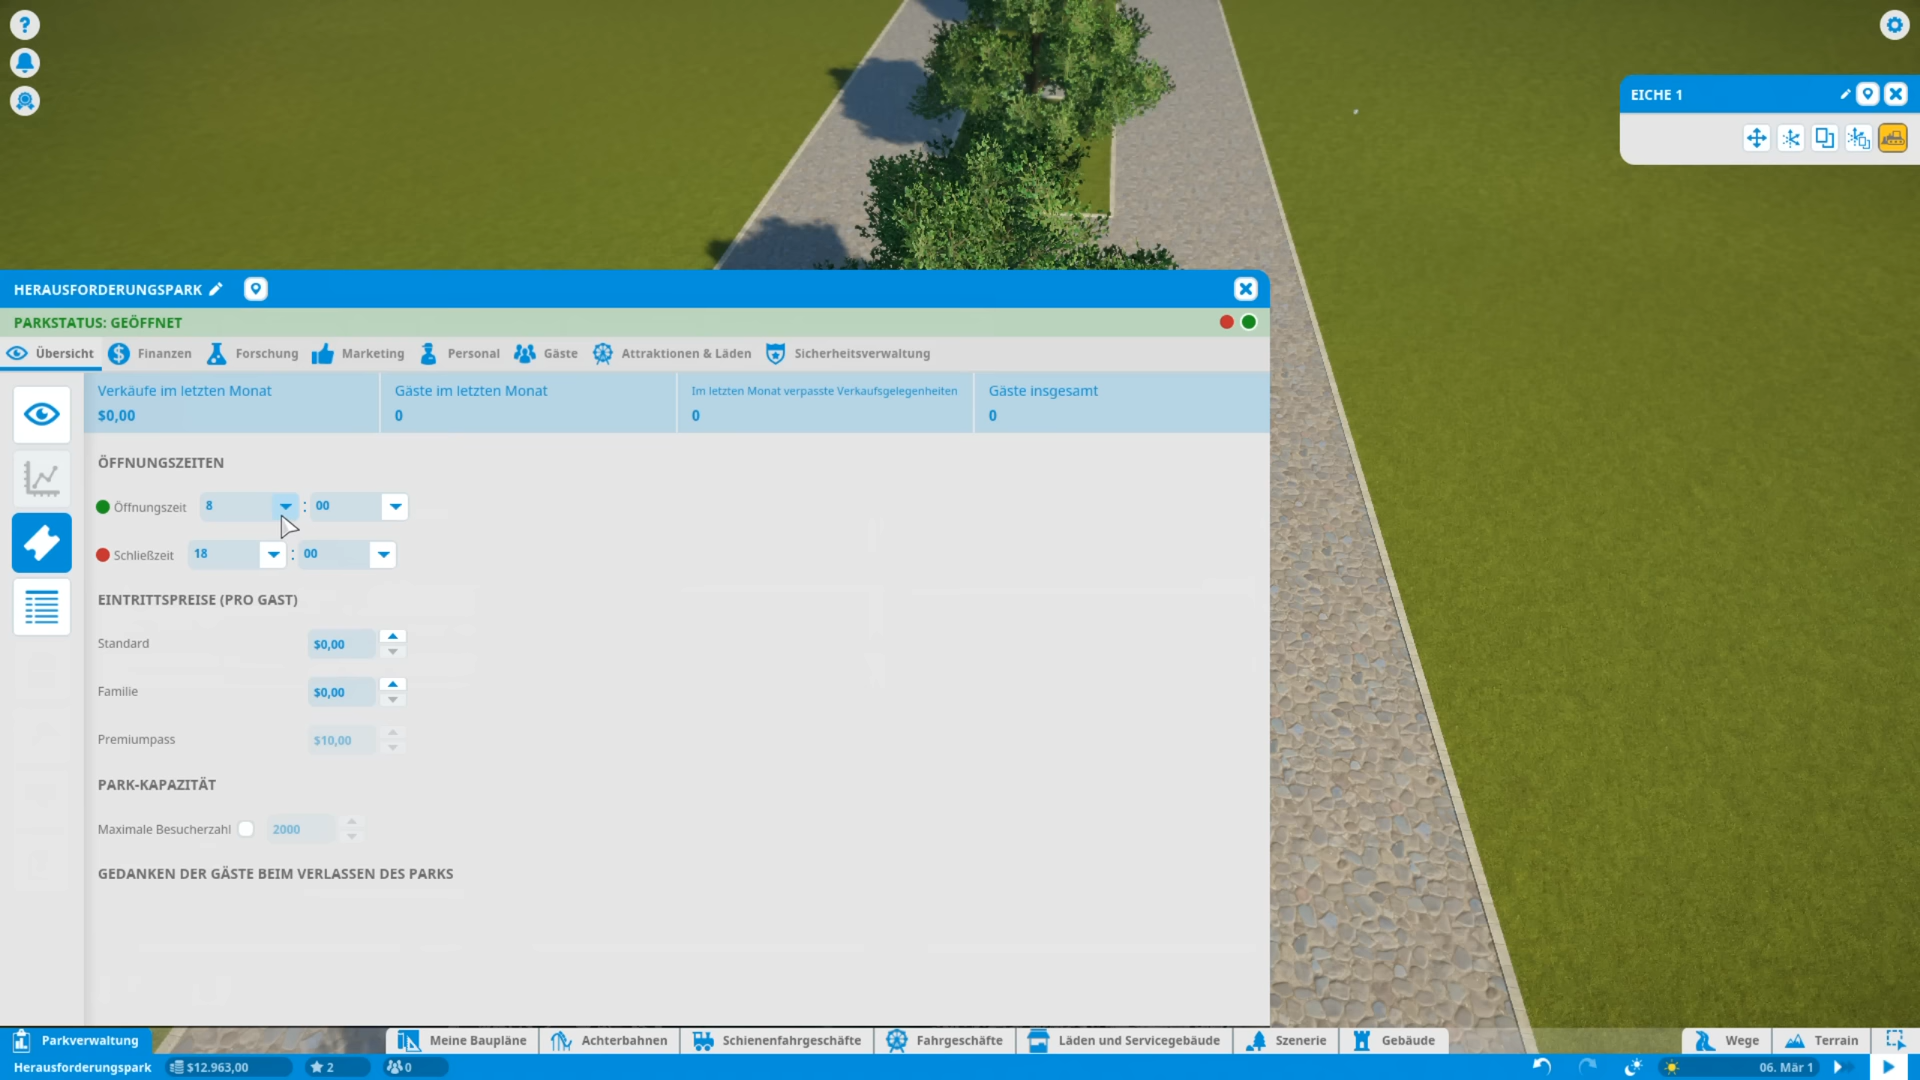 EICHE 1
HERAUSFORDERUNGSPARK
PARKSTATUS: GEÖFFNET
Übersicht Finanzen Forschung Marketing Personal Gäste Attraktionen & Läden Sicherheitsverwaltung
Verkäufe im letzten Monat Gäste im letzten Monat Im letzten Monat verpasste Verkaufsgelegenheiten Gäste insgesamt
$0,00 0 0 0
ÖFFNUNGSZEITEN
Öffnungszeit 8 : 00
Schließzeit 18 : 00
EINTRITTSPREISE (PRO GAST)
Standard $0,00
Familie $0,00
Premiumpass $10,00
PARK-KAPAZITÄT
Maximale Besucherzahl 2000
GEDANKEN DER GÄSTE BEIM VERLASSEN DES PARKS
Parkverwaltung Meine Baupläne Achterbahnen Schienenfahrgeschäfte Fahrgeschäfte Läden und Servicegebäude Szenerie Gebäude Wege Terrain
Herausforderungspark $12.963,00 2 0 06. Mär 1